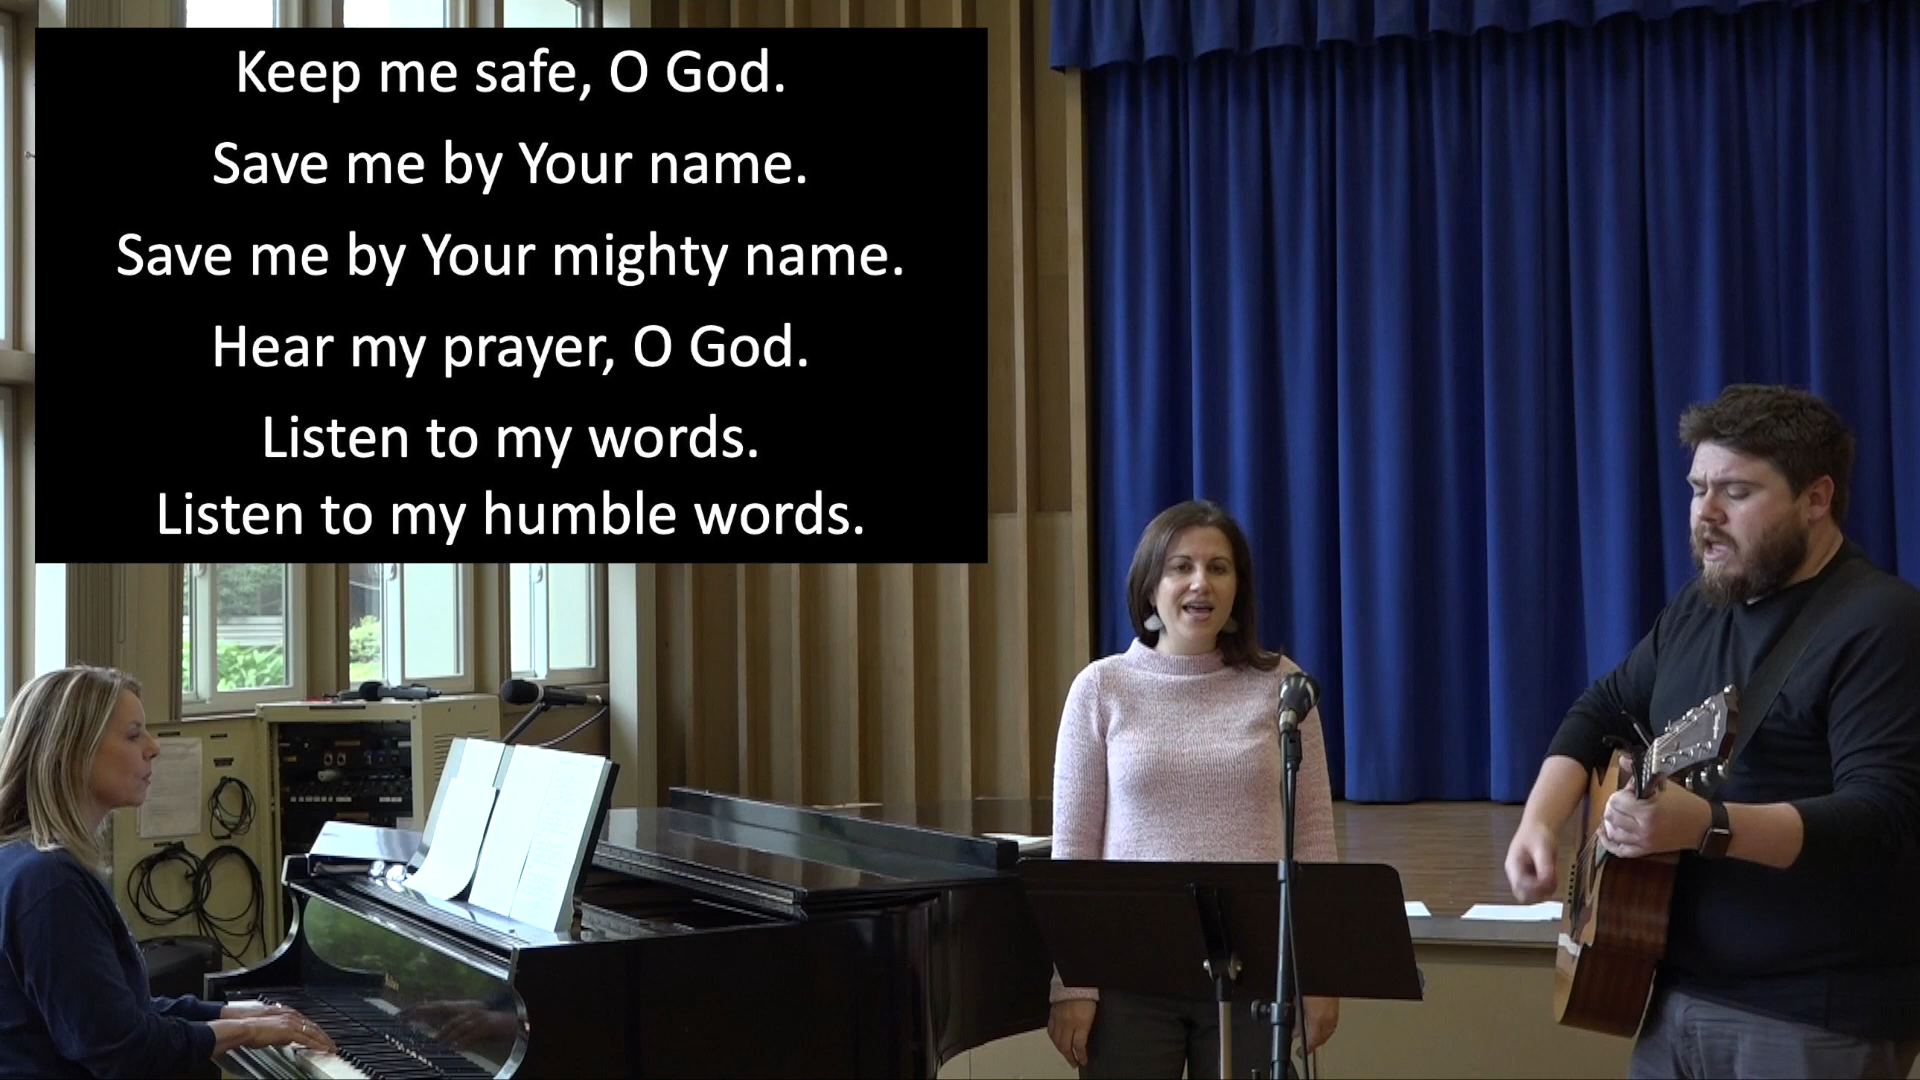 Keep me safe, O God.
Save me by Your name.
Save me by Your mighty name.
Hear my prayer, O God.
Listen to my words.
Listen to my humble words.